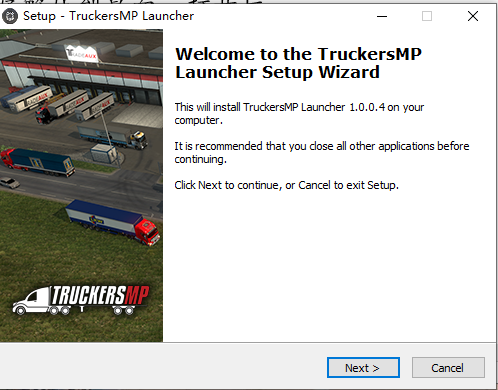 Setup - TruckersMP Launcher
Welcome to the TruckersMP
Launcher Setup Wizard
This will install TruckersMP Launcher 1.0.0.4 on your
computer.
It is recommended that you close all other applications before
continuing.
Click Next to continue, or Cancel to exit Setup.
TRADEAUX
TRUCKERSMP
Next >
Cancel